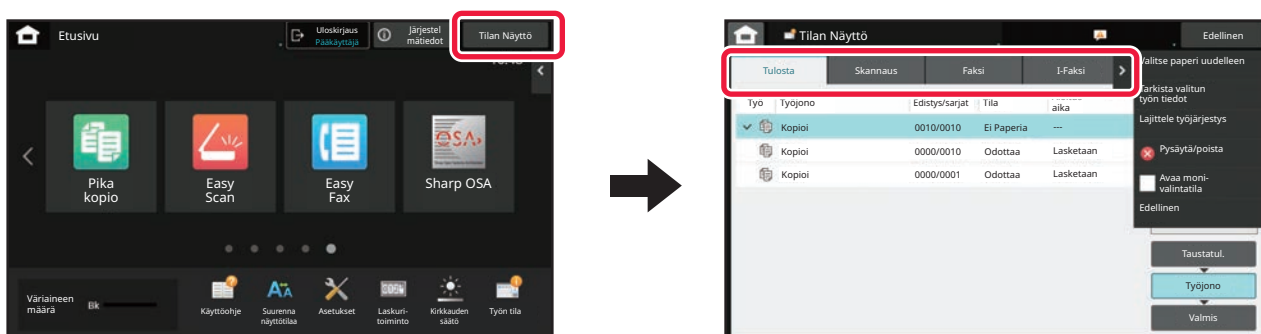 Etusivu
Uloskirjaus
Pääkäyttäjä
Järjestel
mätiedot
Tilan Näyttö
Pika
kopio
Easy
Scan
Easy
Fax
OSA
Sharp OSA
Väriaineen
määrä
Bk
Käyttöohje
Suurenna
näyttötilaa
Asetukset
Laskuri-
toiminto
Kirkkauden
säätö
Työn tila
Tilan Näyttö
Edellinen
Tulosta
Skannaus
Faksi
I-Faksi
Valitse paperi uudelleen
Tarkista valitun
työn tiedot
Lajittele työjärjestys
Pysäytä/poista
Avaa moni-
valintatila
Edellinen
Työ Työjono Edistys/sarjat Tila
aika
Kopioi 0010/0010 Ei Paperia ---
Kopioi 0000/0010 Odottaa Lasketaan
Kopioi 0000/0001 Odottaa Lasketaan
Taustatul.
Työjono
Valmis